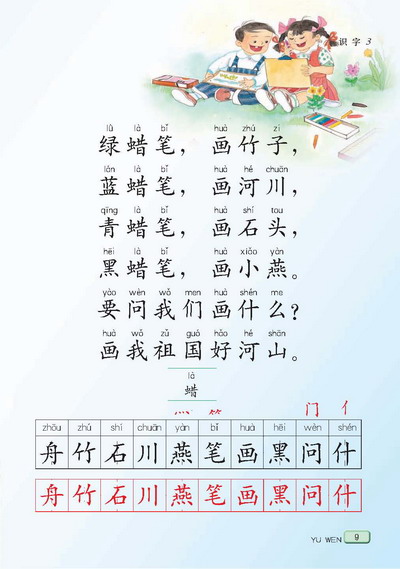 识字3
lǜ là bǐ huà zhú zi
绿蜡笔，画竹子，
lán là bǐ huà hé chuān
蓝蜡笔，画河川，
qīng là bǐ huà shí tou
青蜡笔，画石头，
hēi là bǐ huà xiǎo yàn
黑蜡笔，画小燕。
yào wèn wǒ men huà shén me
要问我们画什么？
huà wǒ zǔ guó hǎo hé shān
画我祖国好河山。
là
蜡
灬 ⺮ 门 亻
zhōu zhú shí chuān yàn bǐ huà hēi wèn shén
舟 竹 石 川 燕 笔 画 黑 问 什
舟 竹 石 川 燕 笔 画 黑 问 什
YU WEN 9